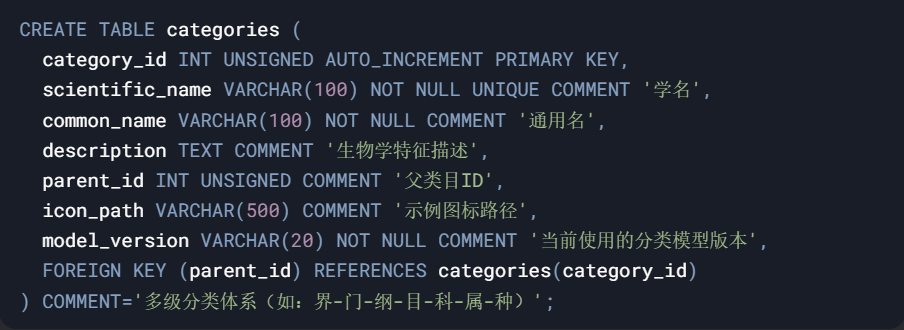 CREATE TABLE categories (
  category_id INT UNSIGNED AUTO_INCREMENT PRIMARY KEY,
  scientific_name VARCHAR(100) NOT NULL UNIQUE COMMENT '学名',
  common_name VARCHAR(100) NOT NULL COMMENT '通用名',
  description TEXT COMMENT '生物学特征描述',
  parent_id INT UNSIGNED COMMENT '父类目ID',
  icon_path VARCHAR(500) COMMENT '示例图标路径',
  model_version VARCHAR(20) NOT NULL COMMENT '当前使用的分类模型版本',
  FOREIGN KEY (parent_id) REFERENCES categories(category_id)
) COMMENT='多级分类体系（如：界-门-纲-目-科-属-种）';